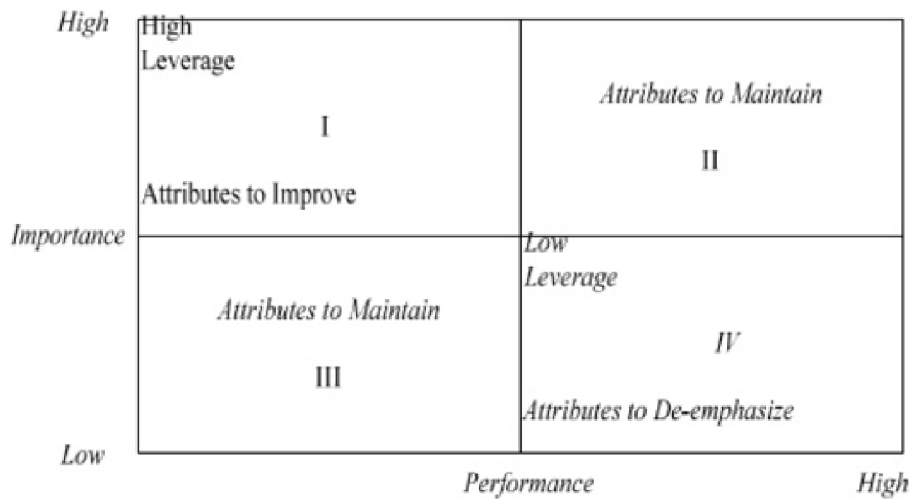 High
High
Leverage
Attributes to Maintain
I
II
Attributes to Improve
Importance
Low
Leverage
Attributes to Maintain
IV
III
Attributes to De-emphasize
Low
Performance
High